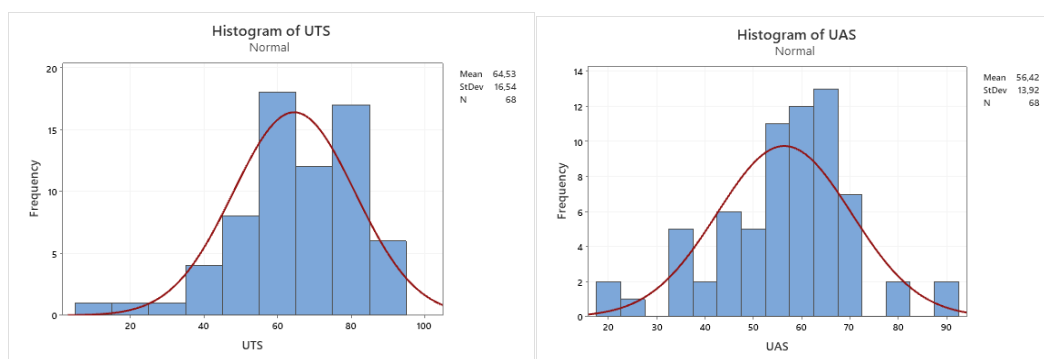 Histogram of UTS
Normal
Mean 64,53
StDev 16,54
N 68
Frequency
20
15
10
5
0
20 40 60 80 100
UTS
Histogram of UAS
Normal
Mean 56,42
StDev 13,92
N 68
Frequency
14
12
10
8
6
4
2
0
20 30 40 50 60 70 80 90
UAS